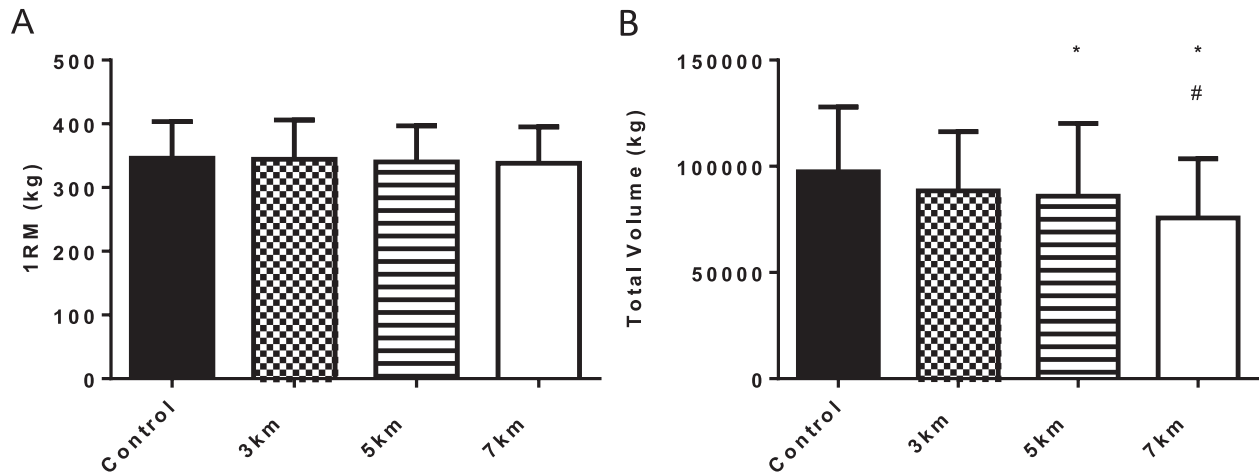 A
1RM (kg)
500
400
300
200
100
0
Control
3km
5km
7km
B
Total Volume (kg)
150000
100000
50000
0
*
*
#
Control
3km
5km
7km